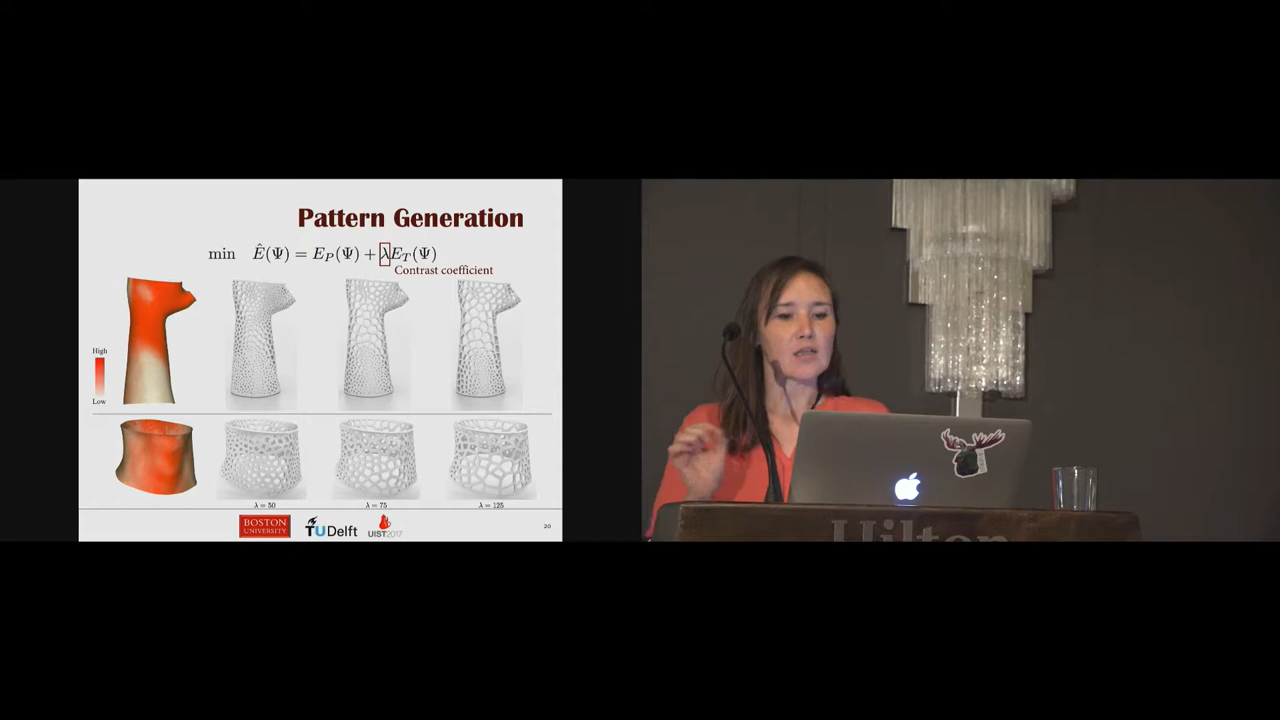 Pattern Generation
min Ê(Ψ) = E_P(Ψ) + λE_T(Ψ)
Contrast coefficient
High
Low
λ = 50
λ = 75
λ = 125
BOSTON
UNIVERSITY
TUDelft
UIST2017
20
Hilton